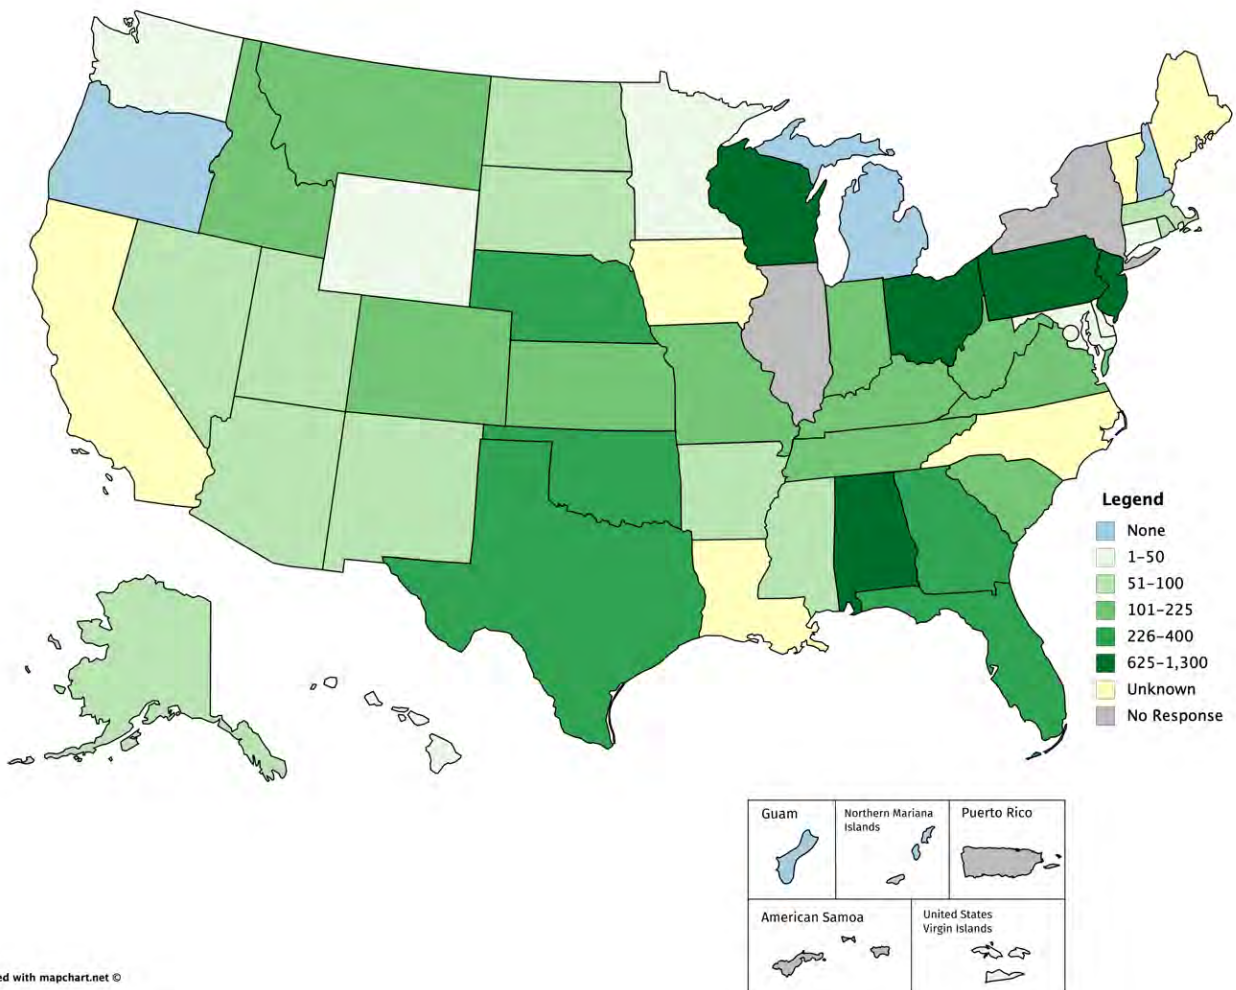 Legend
None
1–50
51–100
101–225
226–400
625–1,300
Unknown
No Response
Guam
Northern Mariana
Islands
Puerto Rico
American Samoa
United States
Virgin Islands
ed with mapchart.net ©